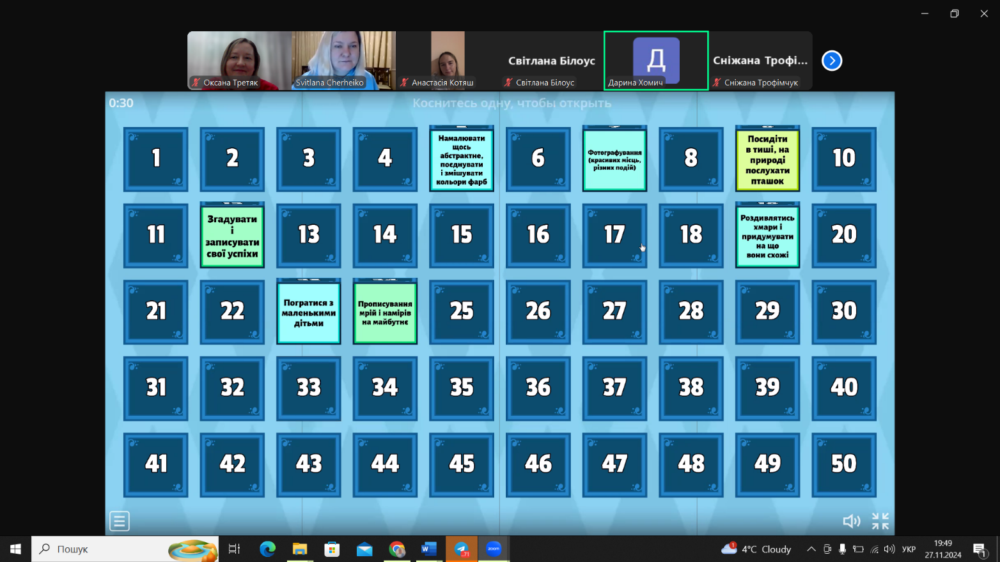 Світлана Білоус
Д
Сніжана Трофі...
Оксана Третяк
Svitlana Cherheiko
Анастасія Котяш
Світлана Білоус
Дарина Хомич
Сніжана Трофімчук
0:30
Коснитесь одну, чтобы открыть
1
2
3
4
Намалювати
щось
абстрактне,
поєднувати
і змішувати
кольори фарб
6
Фотографування
(красивих місць,
різних подій)
8
Посидіти
в тиші, на
природі
послухати
пташок
10
11
Згадувати
і
записувати
свої успіхи
13
14
15
16
17
18
Роздивлятись
хмари і
придумувати
на що
вони схожі
20
21
22
Погратися з
маленькими
дітьми
Прописування
мрій і намірів
на майбутнє
25
26
27
28
29
30
31
32
33
34
35
36
37
38
39
40
41
42
43
44
45
46
47
48
49
50
Пошук
W
71
zoom
1
4°C Cloudy
УКР
19:49
27.11.2024
1